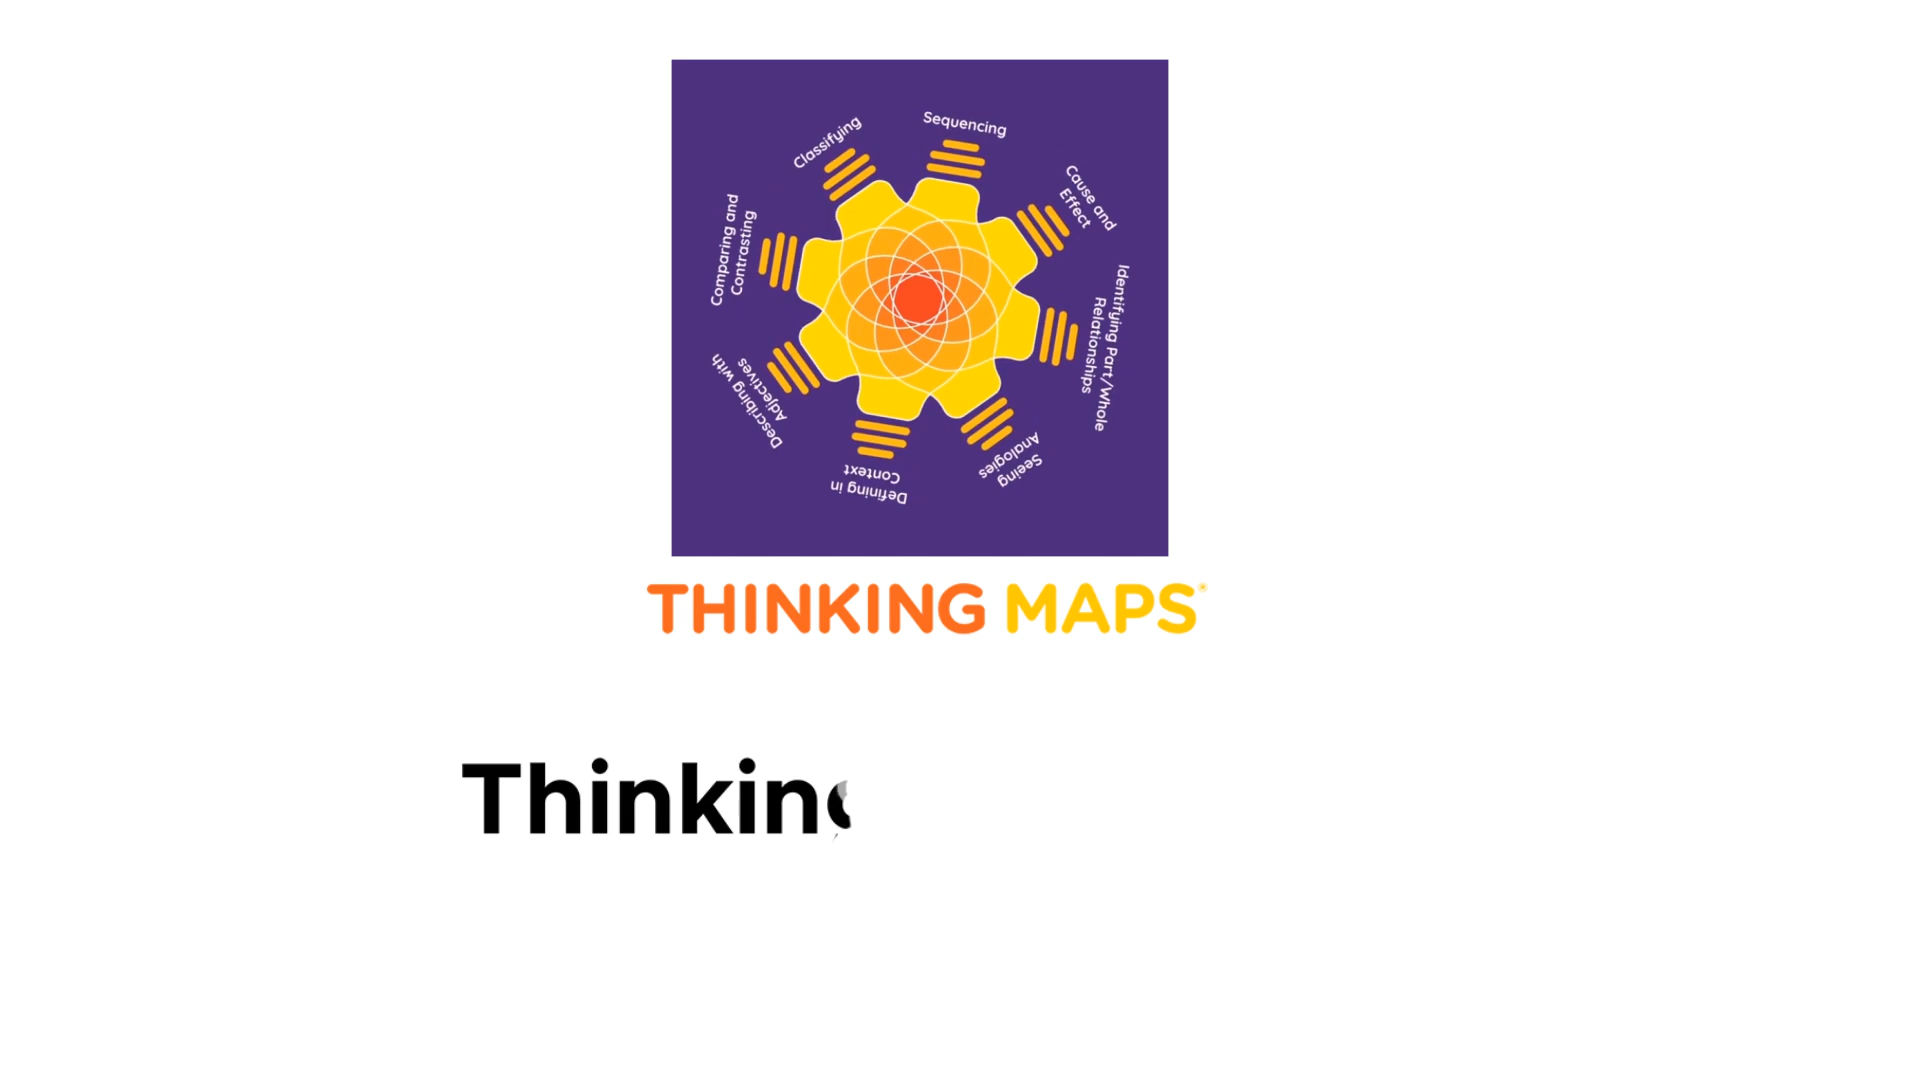 Sequencing
Cause and
Effect
Identifying Part/Whole
Relationships
Seeing
Analogies
Defining in
Context
Describing with
Adjectives
Comparing and
Contrasting
Classifying
THINKING MAPS®